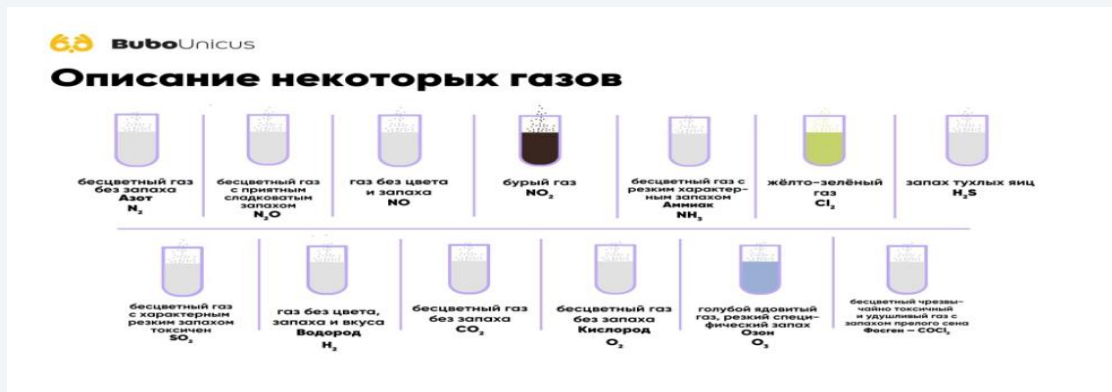 BuboUnicus
Описание некоторых газов
бесцветный газ
без запаха
Азот
N₂
бесцветный газ
с приятным
сладковатым
запахом
N₂O
газ без цвета
и запаха
NO
бурый газ
NO₂
бесцветный газ с
резким характер-
ным запахом
Аммиак
NH₃
жёлто-зелёный
газ
Cl₂
запах тухлых яиц
H₂S
бесцветный газ
с характерным
резким запахом
токсичен
SO₂
газ без цвета,
запаха и вкуса
Водород
H₂
бесцветный газ
без запаха
CO₂
бесцветный газ
без запаха
Кислород
O₂
голубой ядовитый
газ, резкий специ-
фический запах
Озон
O₃
бесцветный чрезвы-
чайно токсичный
и удушливый газ с
запахом прелого сена
Фосген — COCl₂